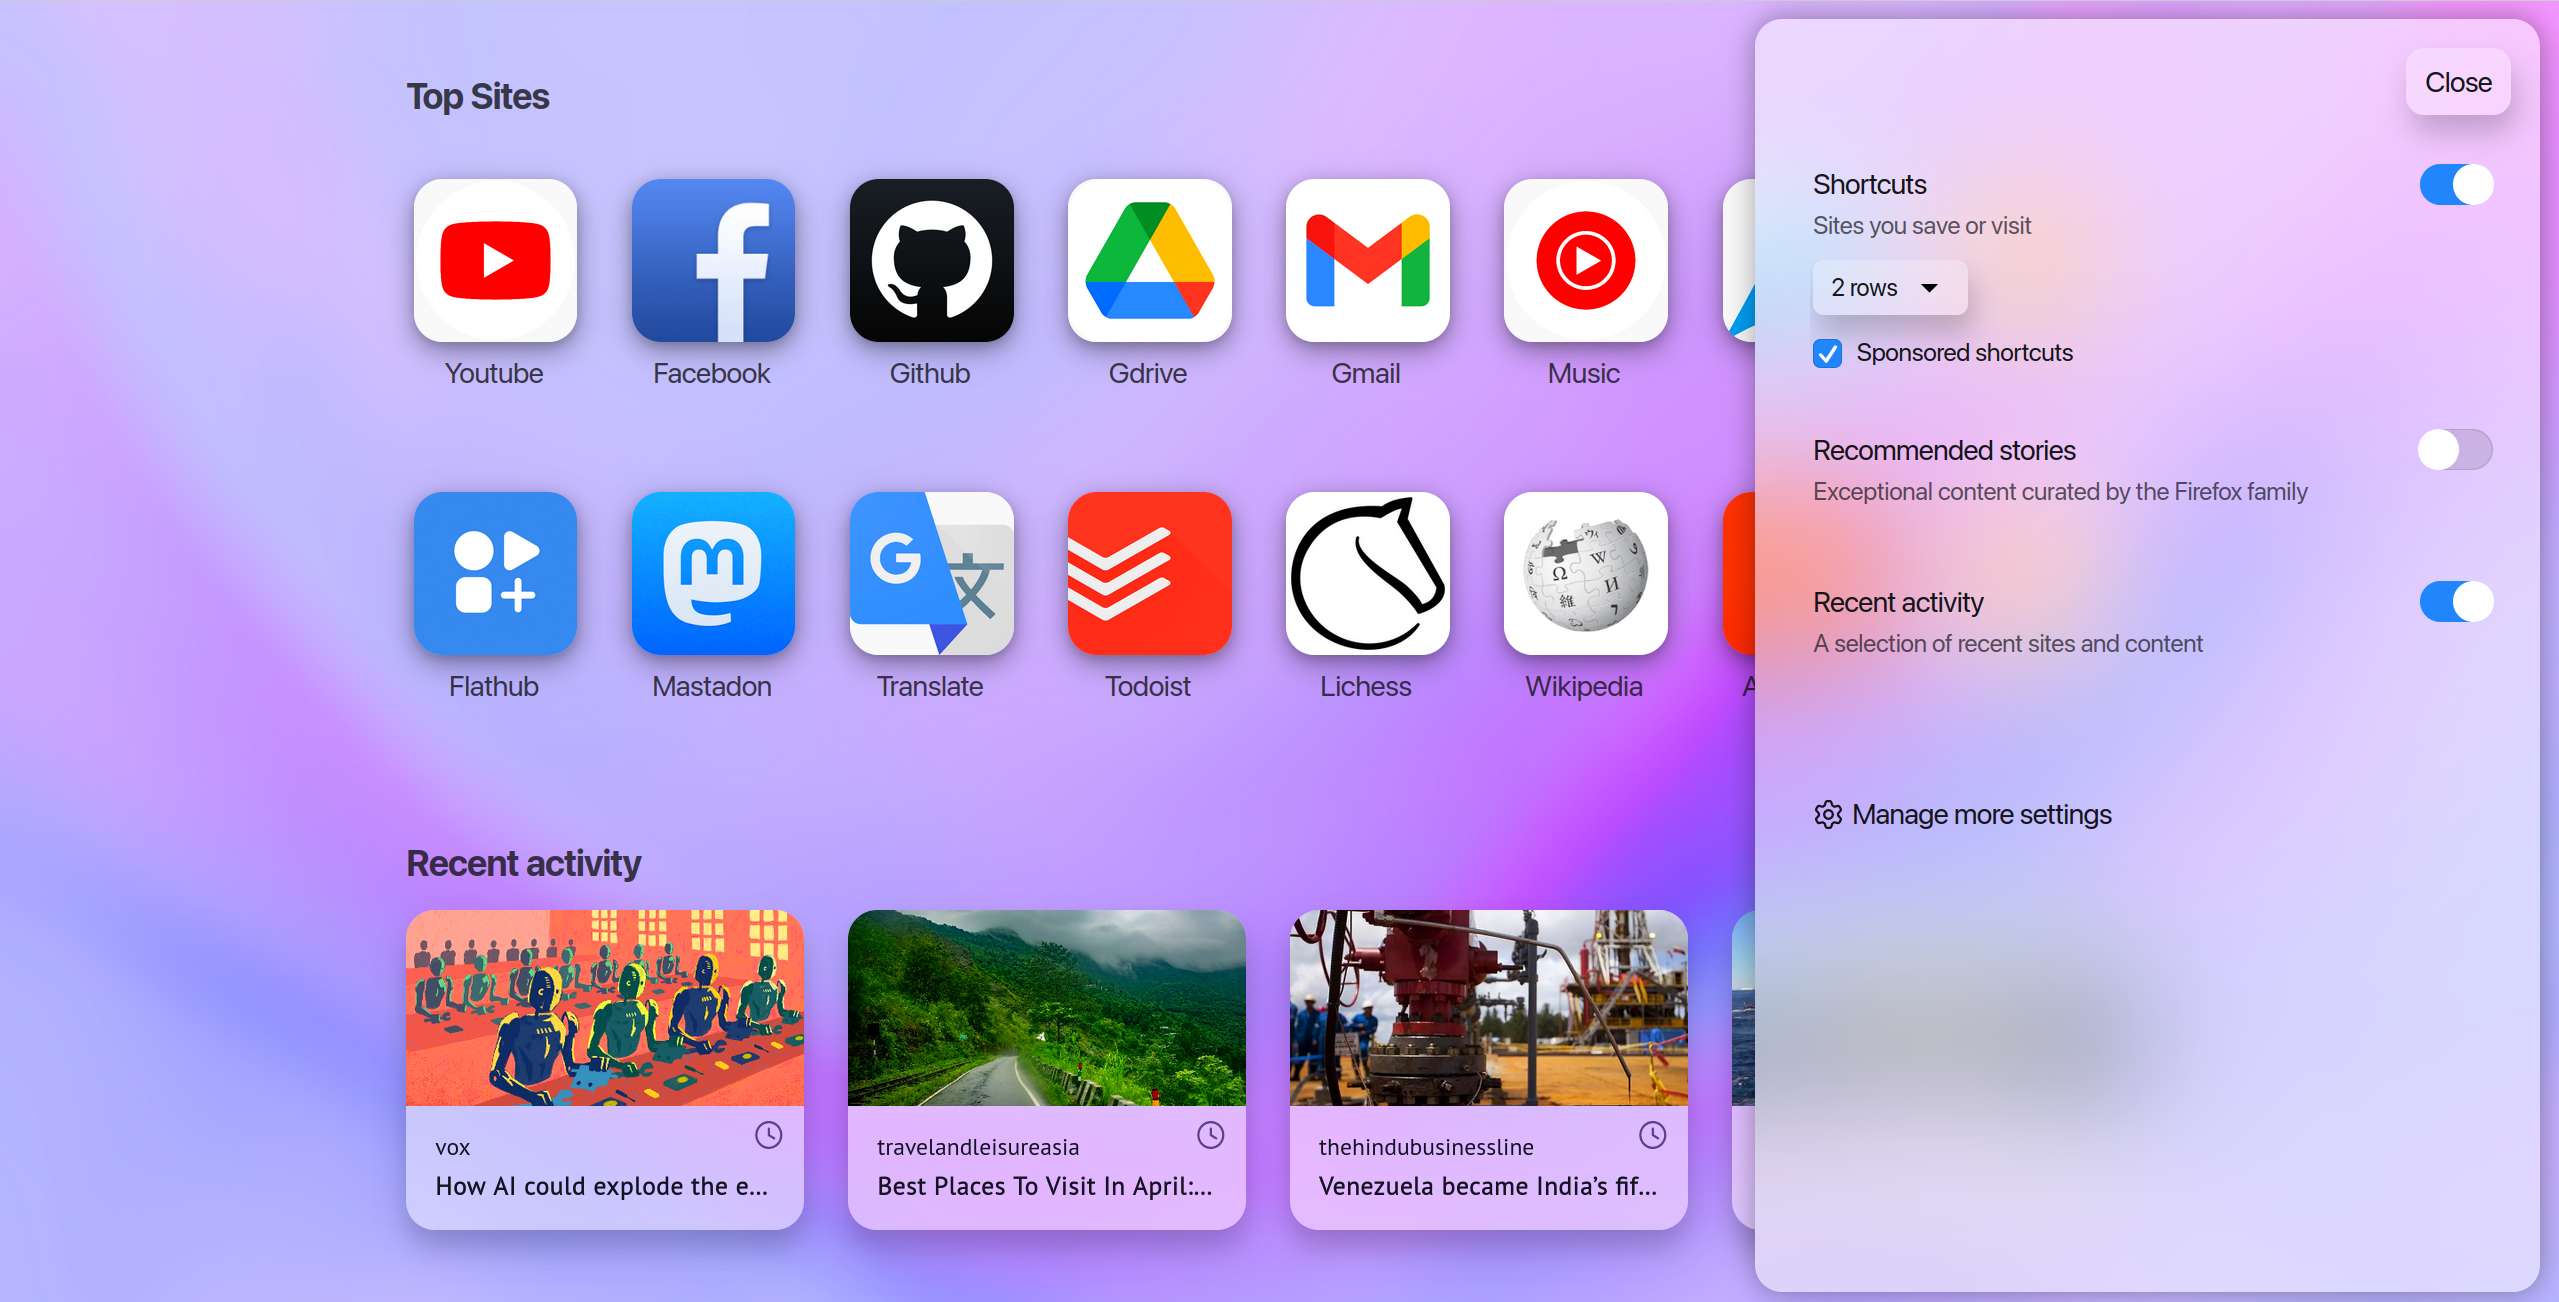 Top Sites
Youtube
Facebook
Github
Gdrive
Gmail
Music
Flathub
Mastadon
Translate
Todoist
Lichess
Wikipedia
A
Recent activity
vox
How AI could explode the e...
travelandleisureasia
Best Places To Visit In April:...
thehindubusinessline
Venezuela became India's fif...
Close
Shortcuts
Sites you save or visit
2 rows
Sponsored shortcuts
Recommended stories
Exceptional content curated by the Firefox family
Recent activity
A selection of recent sites and content
Manage more settings